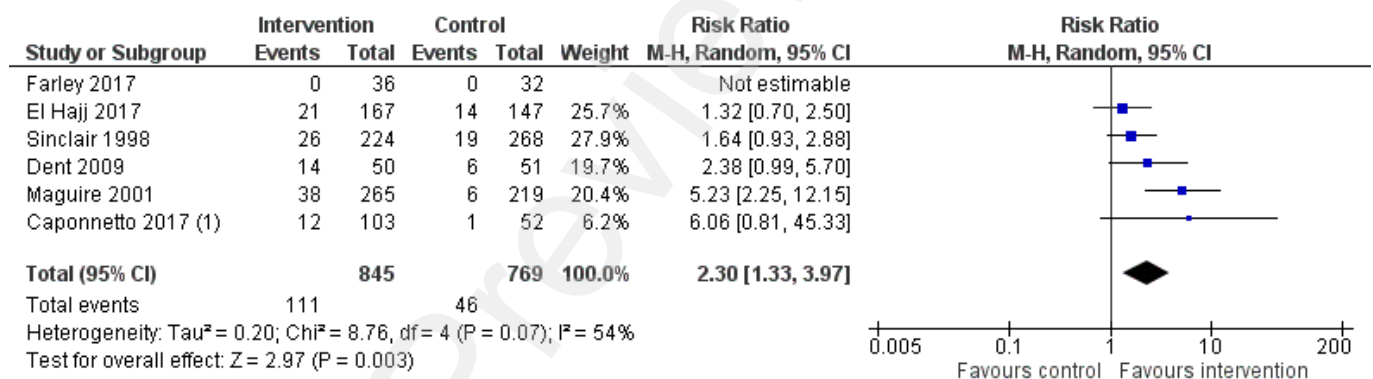 Intervention Control Risk Ratio Risk Ratio
Study or Subgroup Events Total Events Total Weight M-H, Random, 95% CI M-H, Random, 95% CI
Farley 2017 0 36 0 32 Not estimable
El Hajj 2017 21 167 14 147 25.7% 1.32 [0.70, 2.50]
Sinclair 1998 26 224 19 268 27.9% 1.64 [0.93, 2.88]
Dent 2009 14 50 6 51 19.7% 2.38 [0.99, 5.70]
Maguire 2001 38 265 6 219 20.4% 5.23 [2.25, 12.15]
Caponnetto 2017 (1) 12 103 1 52 6.2% 6.06 [0.81, 45.33]
Total (95% CI) 845 769 100.0% 2.30 [1.33, 3.97]
Total events 111 46
Heterogeneity: Tau² = 0.20; Chi² = 8.76, df = 4 (P = 0.07); I² = 54%
Test for overall effect: Z = 2.97 (P = 0.003)
0.005 0.1 1 10 200
Favours control Favours intervention